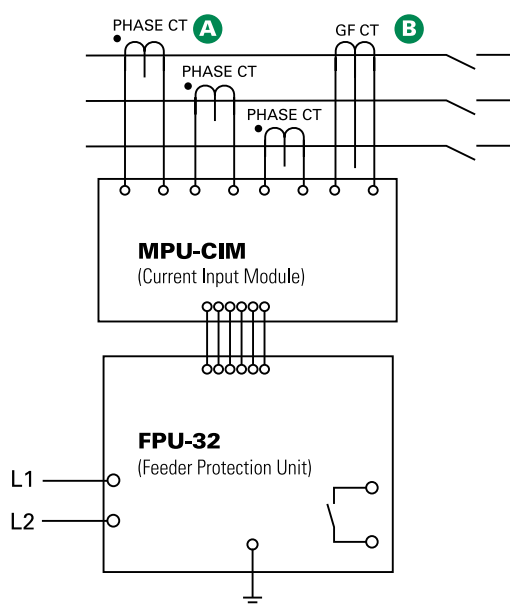 PHASE CT A
GF CT B
PHASE CT
PHASE CT
MPU-CIM
(Current Input Module)
FPU-32
(Feeder Protection Unit)
L1
L2